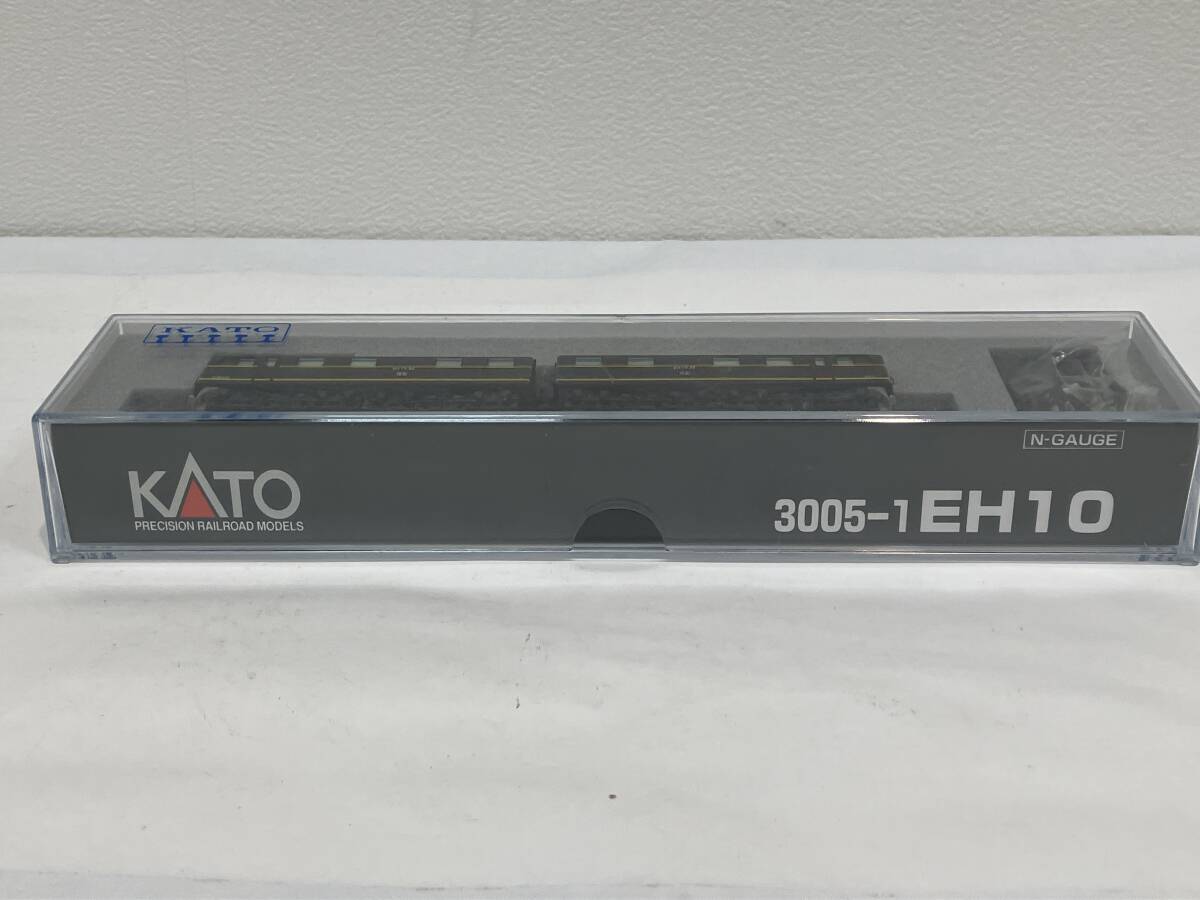 KATO
N-GAUGE
KATO
PRECISION RAILROAD MODELS
3005-1 EH10